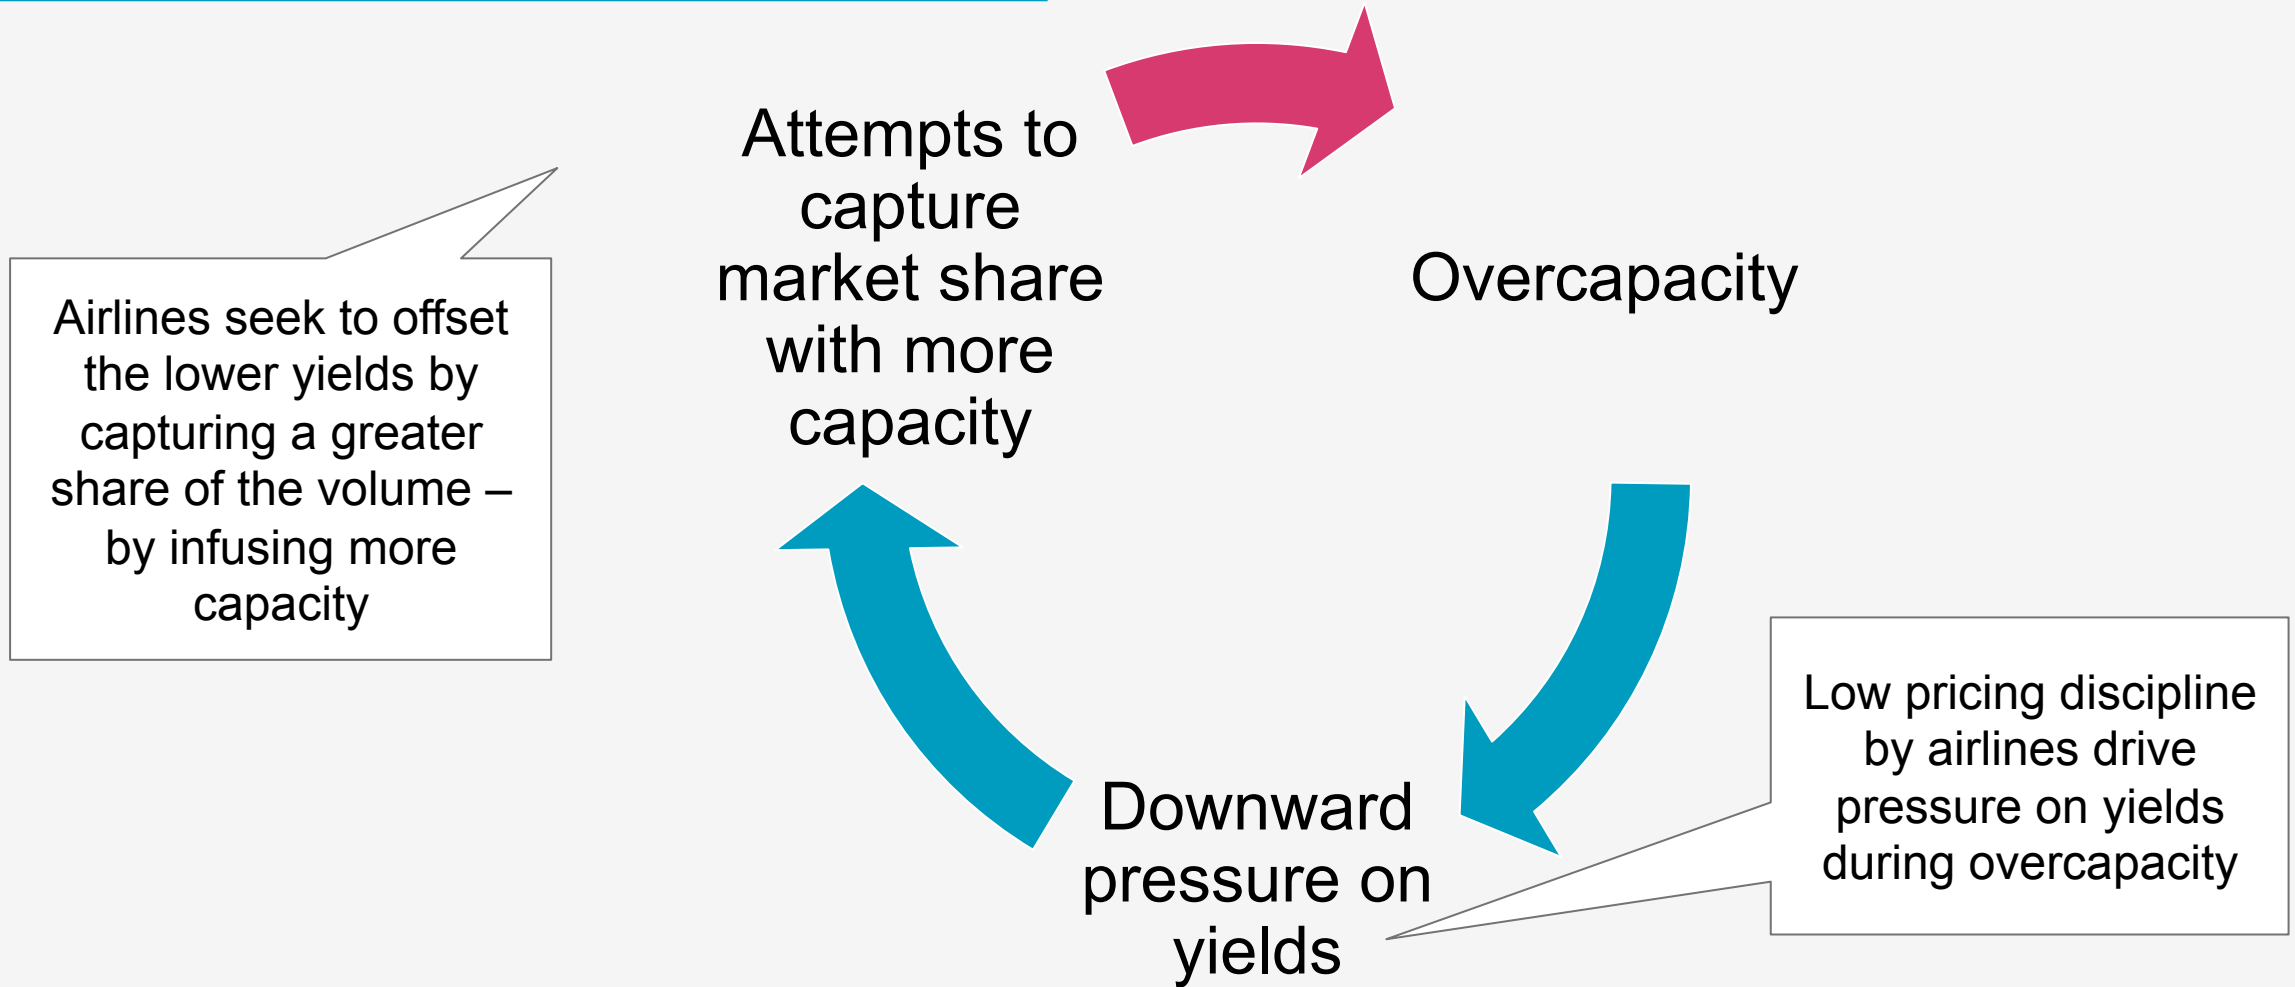 Attempts to
capture
market share
with more
capacity
Overcapacity
Airlines seek to offset
the lower yields by
capturing a greater
share of the volume –
by infusing more
capacity
Low pricing discipline
by airlines drive
pressure on yields
during overcapacity
Downward
pressure on
yields